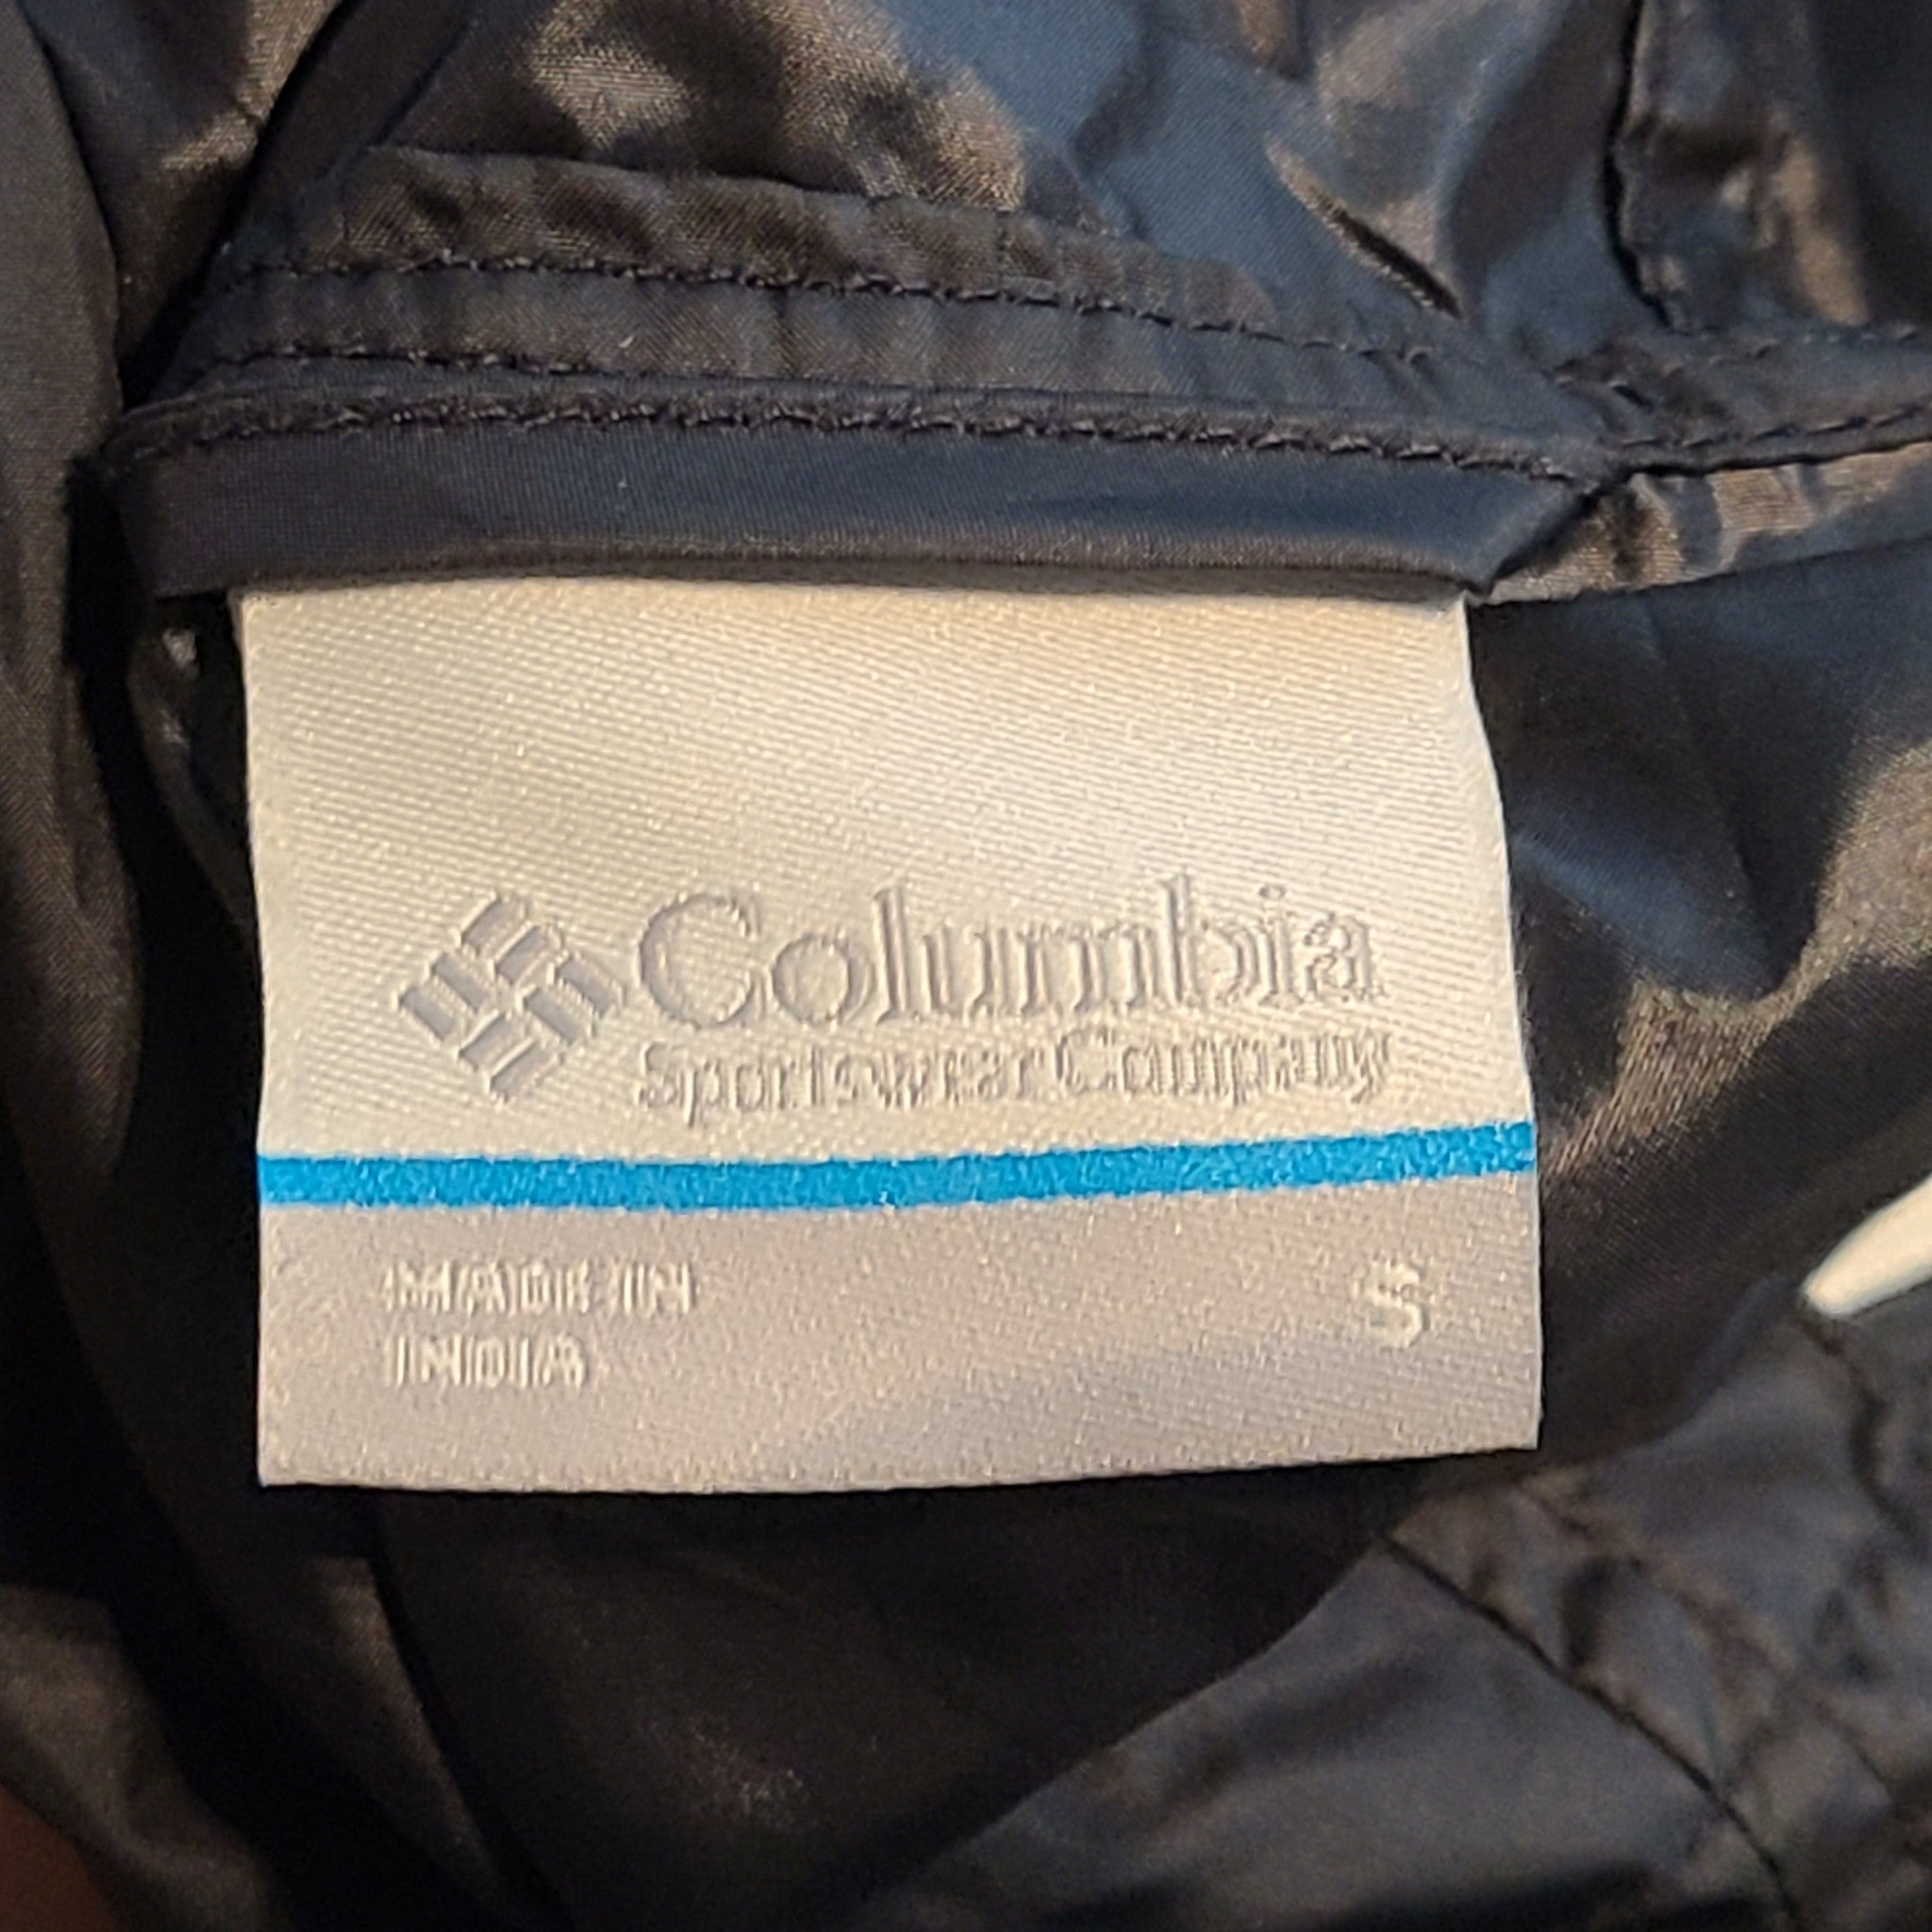 Columbia
Sportswear Company
MADE IN
INDIA
S